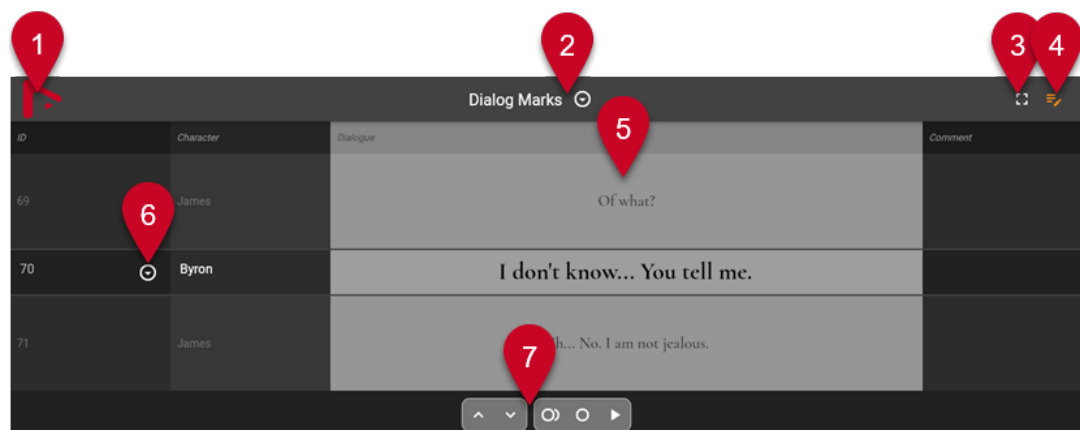 1
2
3
4
Dialog Marks
5
ID Character Dialogue Comment
69 James Of what?
6
70 Byron I don't know... You tell me.
71 James ... No. I am not jealous.
7